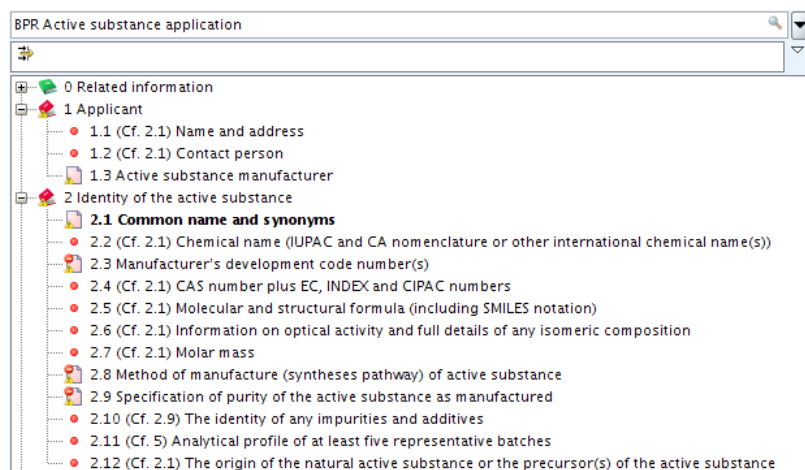 BPR Active substance application
0 Related information
1 Applicant
1.1 (Cf. 2.1) Name and address
1.2 (Cf. 2.1) Contact person
1.3 Active substance manufacturer
2 Identity of the active substance
2.1 Common name and synonyms
2.2 (Cf. 2.1) Chemical name (IUPAC and CA nomenclature or other international chemical name(s))
2.3 Manufacturer's development code number(s)
2.4 (Cf. 2.1) CAS number plus EC, INDEX and CIPAC numbers
2.5 (Cf. 2.1) Molecular and structural formula (including SMILES notation)
2.6 (Cf. 2.1) Information on optical activity and full details of any isomeric composition
2.7 (Cf. 2.1) Molar mass
2.8 Method of manufacture (syntheses pathway) of active substance
2.9 Specification of purity of the active substance as manufactured
2.10 (Cf. 2.9) The identity of any impurities and additives
2.11 (Cf. 5) Analytical profile of at least five representative batches
2.12 (Cf. 2.1) The origin of the natural active substance or the precursor(s) of the active substance